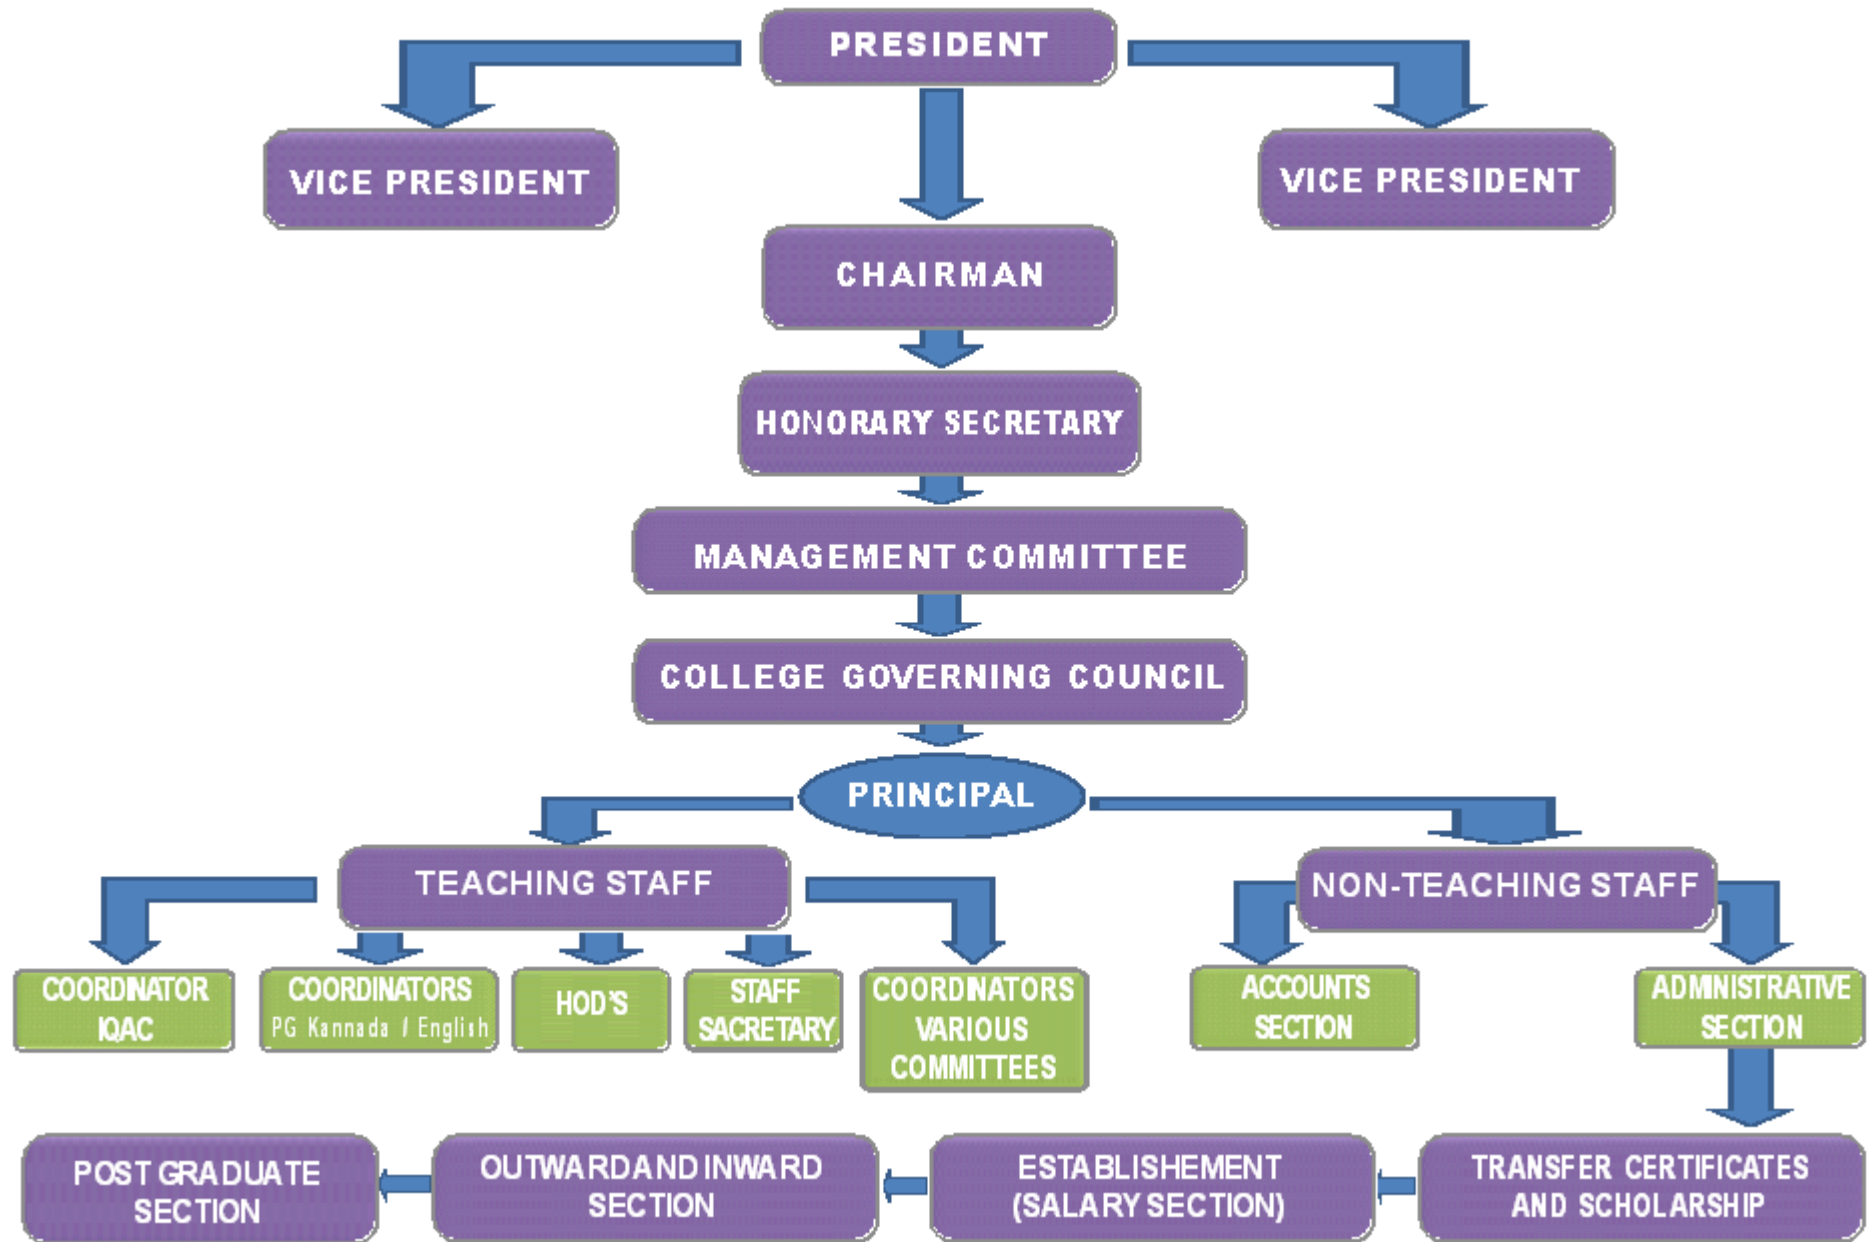 PRESIDENT
VICE PRESIDENT
VICE PRESIDENT
CHAIRMAN
HONORARY SECRETARY
MANAGEMENT COMMITTEE
COLLEGE GOVERNING COUNCIL
PRINCIPAL
TEACHING STAFF
NON-TEACHING STAFF
COORDINATOR
IQAC
COORDINATORS
PG Kannada / English
HOD'S
STAFF
SACRETARY
COORDINATORS
VARIOUS
COMMITTEES
ACCOUNTS
SECTION
ADMINISTRATIVE
SECTION
POST GRADUATE
SECTION
OUTWARD AND INWARD
SECTION
ESTABLISHEMENT
(SALARY SECTION)
TRANSFER CERTIFICATES
AND SCHOLARSHIP